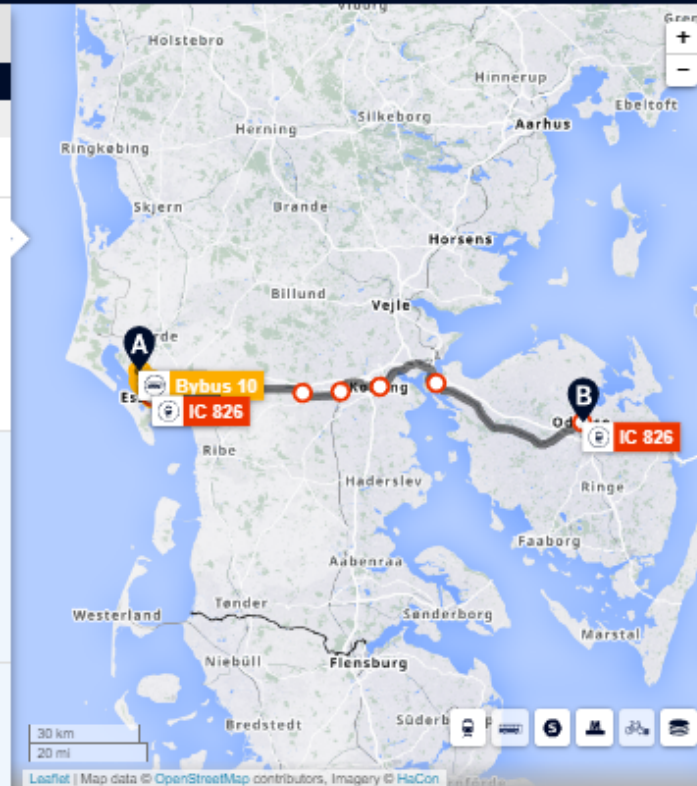 Viborg
Holstebro
+
−
Hinnerup
Ebeltoft
Silkeborg
Herning
Aarhus
Ringkøbing
Skjern
Brande
Horsens
Billund
Vejle
A
Bybus 10
B
IC 826
IC 826
Ribe
Haderslev
Ringe
Faaborg
Aabenraa
Tønder
Westerland
Sønderborg
Marstal
Niebüll
Flensburg
Bredstedt
S
30 km
20 mi
Leaflet | Map data © OpenStreetMap contributors, Imagery © HaCon